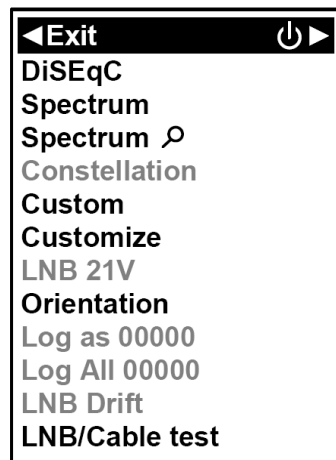 Exit
DiSEqC
Spectrum
Spectrum
Constellation
Custom
Customize
LNB 21V
Orientation
Log as 00000
Log All 00000
LNB Drift
LNB/Cable test